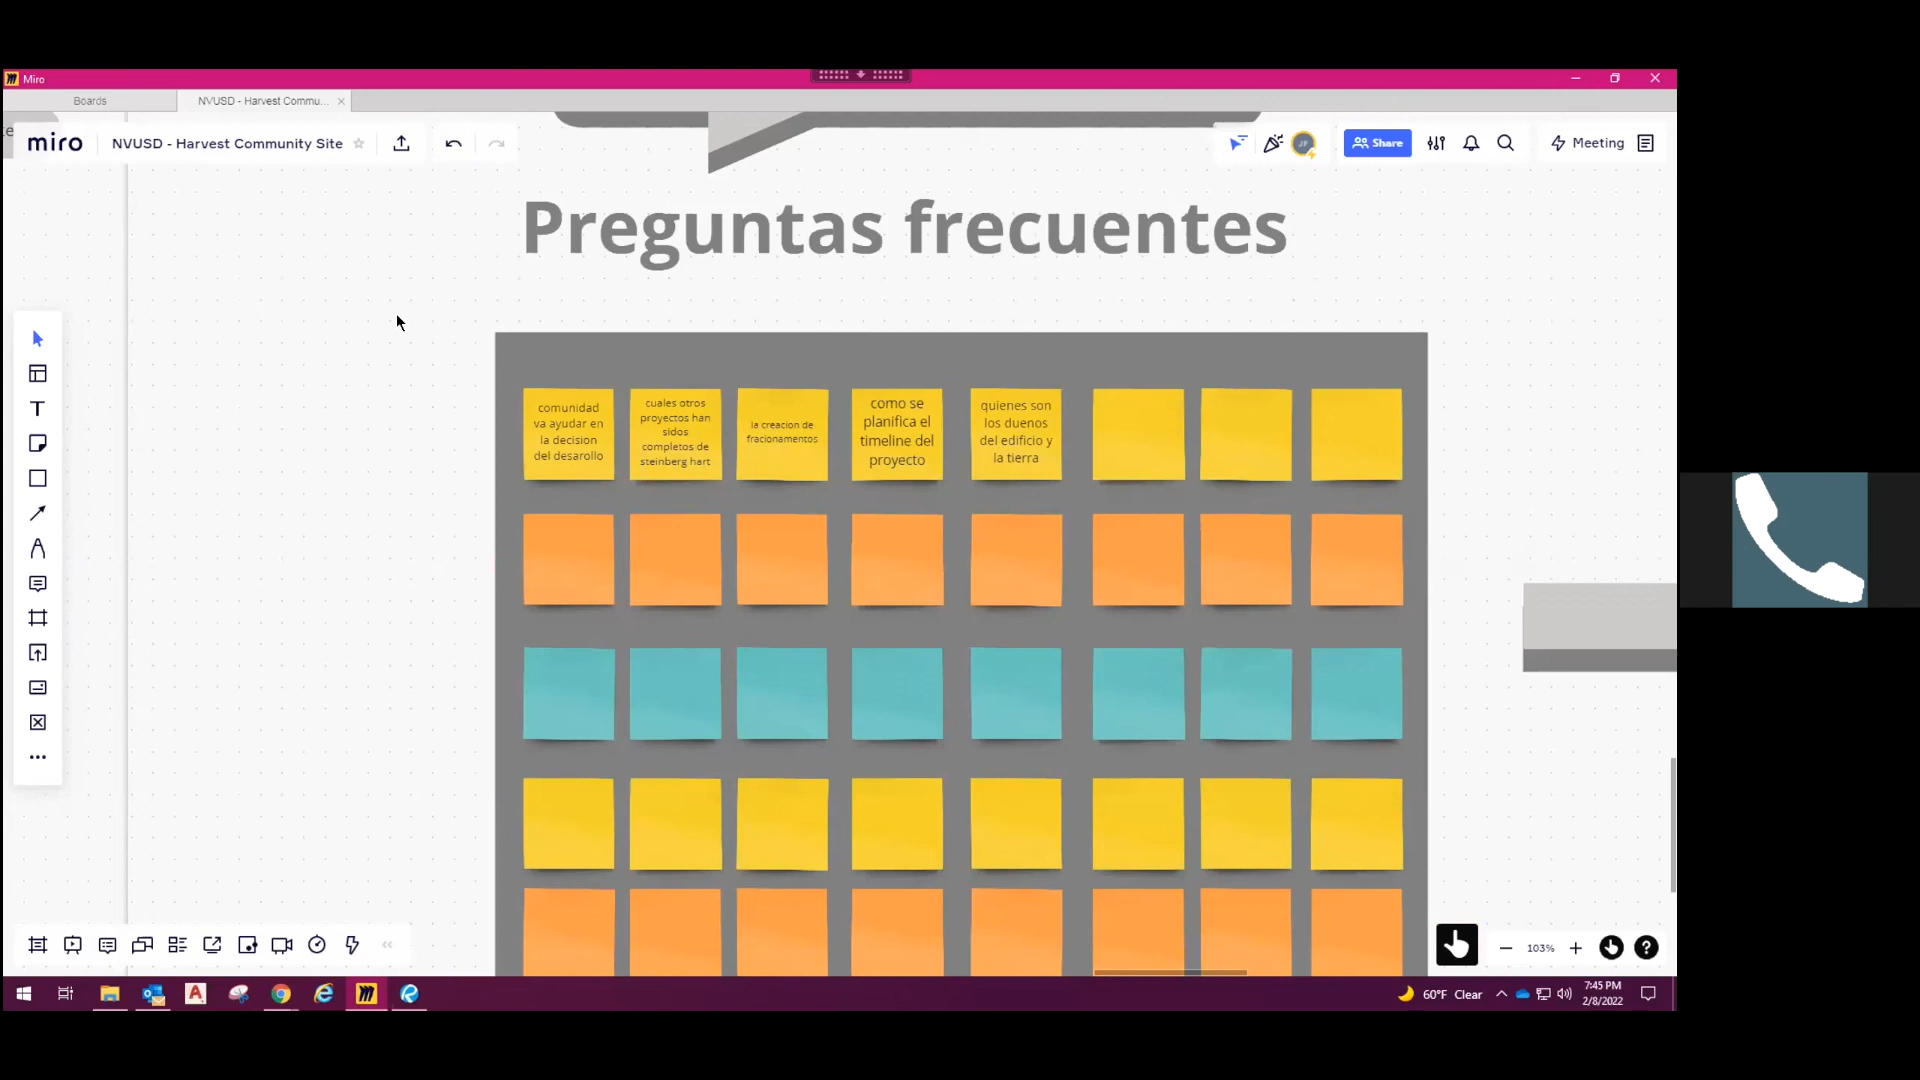 Miro
Boards
NVUSD - Harvest Commu...
miro
NVUSD - Harvest Community Site
JF
Share
Meeting
Preguntas frecuentes
comunidad
va ayudar en
la decision
del desarollo
cuales otros
proyectos han
sidos
completos de
steinberg hart
la creacion de
fracionamentos
como se
planifica el
timeline del
proyecto
quienes son
los duenos
del edificio y
la tierra
103%
60°F Clear
7:45 PM
2/8/2022